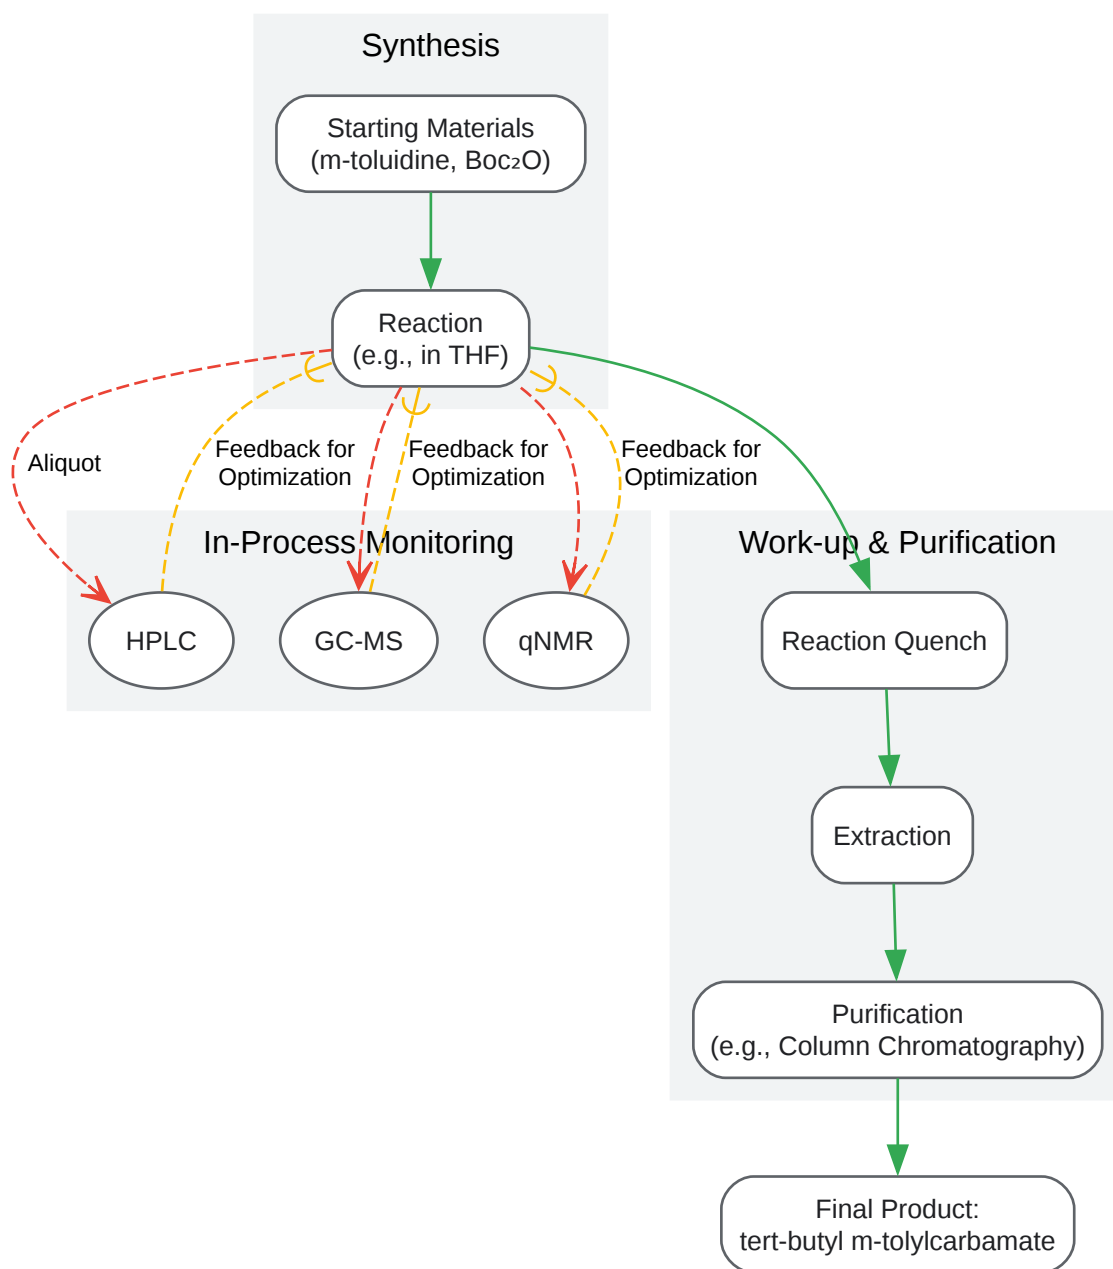 Synthesis
Starting Materials
(m-toluidine, Boc₂O)
Reaction
(e.g., in THF)
Aliquot
Feedback for
Optimization
Feedback for
Optimization
Feedback for
Optimization
In-Process Monitoring
HPLC
GC-MS
qNMR
Work-up & Purification
Reaction Quench
Extraction
Purification
(e.g., Column Chromatography)
Final Product:
tert-butyl m-tolylcarbamate